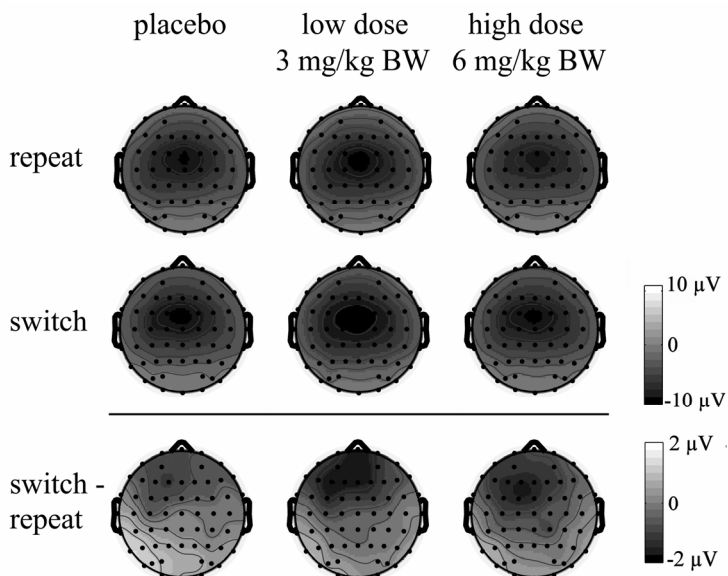 placebo
low dose
3 mg/kg BW
high dose
6 mg/kg BW
repeat
switch
10 µV
0
-10 µV
switch -
repeat
2 µV
0
-2 µV